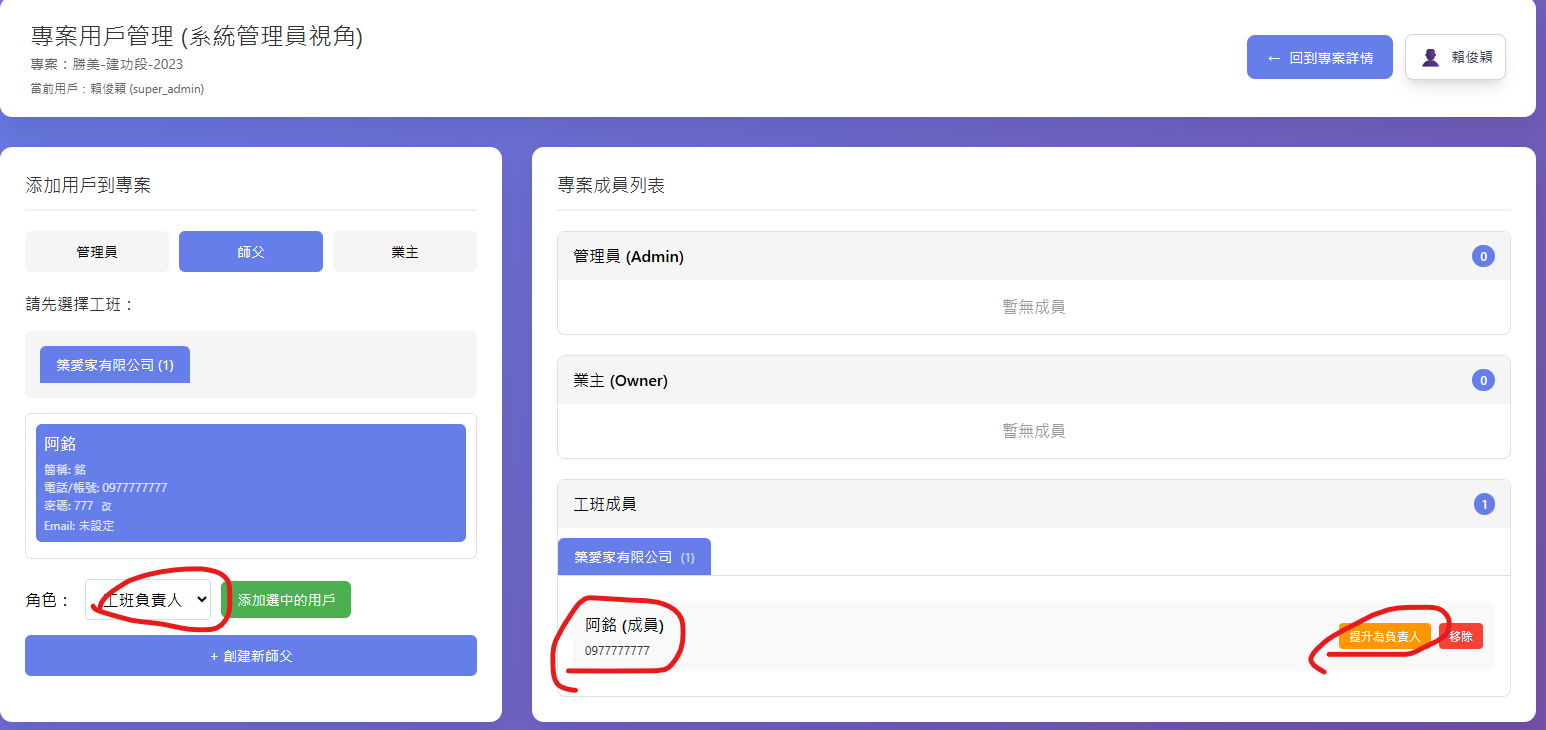 專案用戶管理 (系統管理員視角)
專案：勝美-建功段-2023
當前用戶：賴俊穎 (super_admin)
← 回到專案詳情
賴俊穎
添加用戶到專案
管理員
師父
業主
請先選擇工班：
築愛家有限公司 (1)
阿銘
簡稱: 銘
電話/帳號: 0977777777
密碼: 777 改
Email: 未設定
角色：
工班負責人
添加選中的用戶
+ 創建新師父
專案成員列表
管理員 (Admin)
0
暫無成員
業主 (Owner)
0
暫無成員
工班成員
1
築愛家有限公司 (1)
阿銘 (成員)
0977777777
提升為負責人
移除